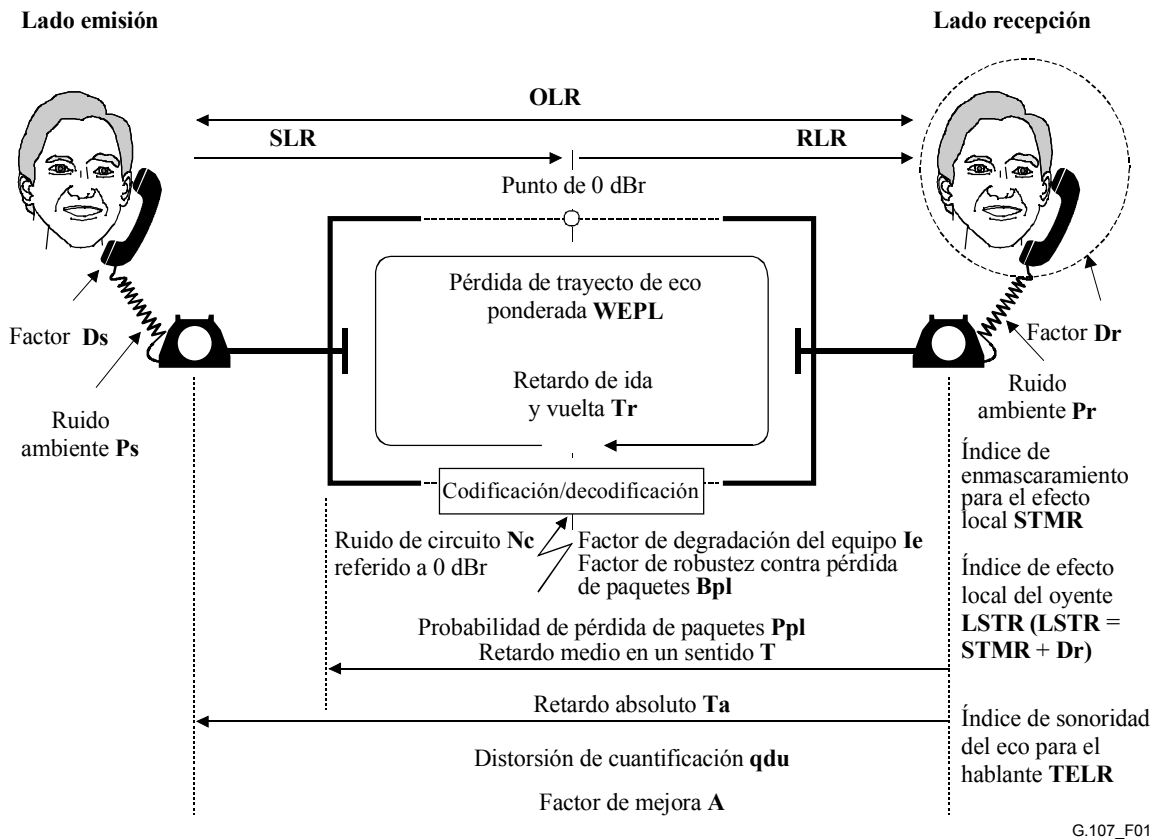 Lado emisión
Lado recepción
OLR
SLR
RLR
Punto de 0 dBr
Pérdida de trayecto de eco
ponderada WEPL
Factor Ds
Factor Dr
Retardo de ida
y vuelta Tr
Ruido
ambiente Ps
Ruido
ambiente Pr
Índice de
enmascaramiento
para el efecto
local STMR
Codificación/decodificación
Ruido de circuito Nc
referido a 0 dBr
Factor de degradación del equipo Ie
Factor de robustez contra pérdida
de paquetes Bpl
Índice de efecto
local del oyente
LSTR (LSTR =
STMR + Dr)
Probabilidad de pérdida de paquetes Ppl
Retardo medio en un sentido T
Retardo absoluto Ta
Índice de sonoridad
del eco para el
hablante TELR
Distorsión de cuantificación qdu
Factor de mejora A
G.107_F01